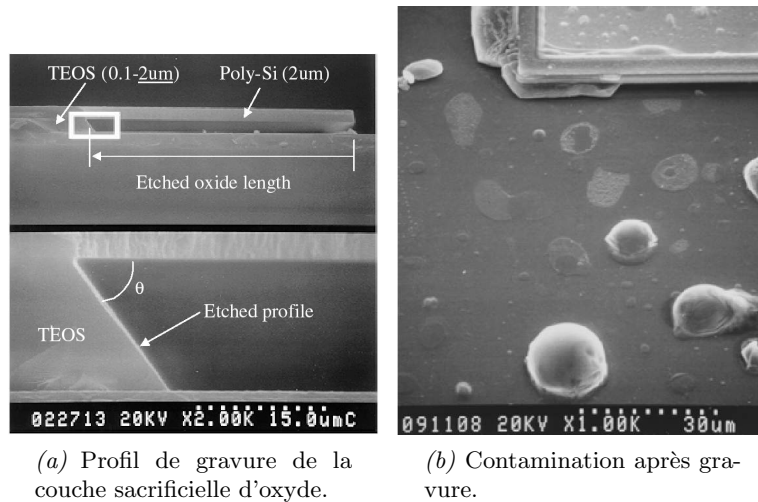 TEOS (0.1-2um)
Poly-Si (2um)
Etched oxide length
θ
Etched profile
TEOS
022713 20KV X2.00K 15.0umC
091108 20KV X1.00K 30um
(a) Profil de gravure de la
couche sacrificielle d'oxyde.
(b) Contamination après gra-
vure.